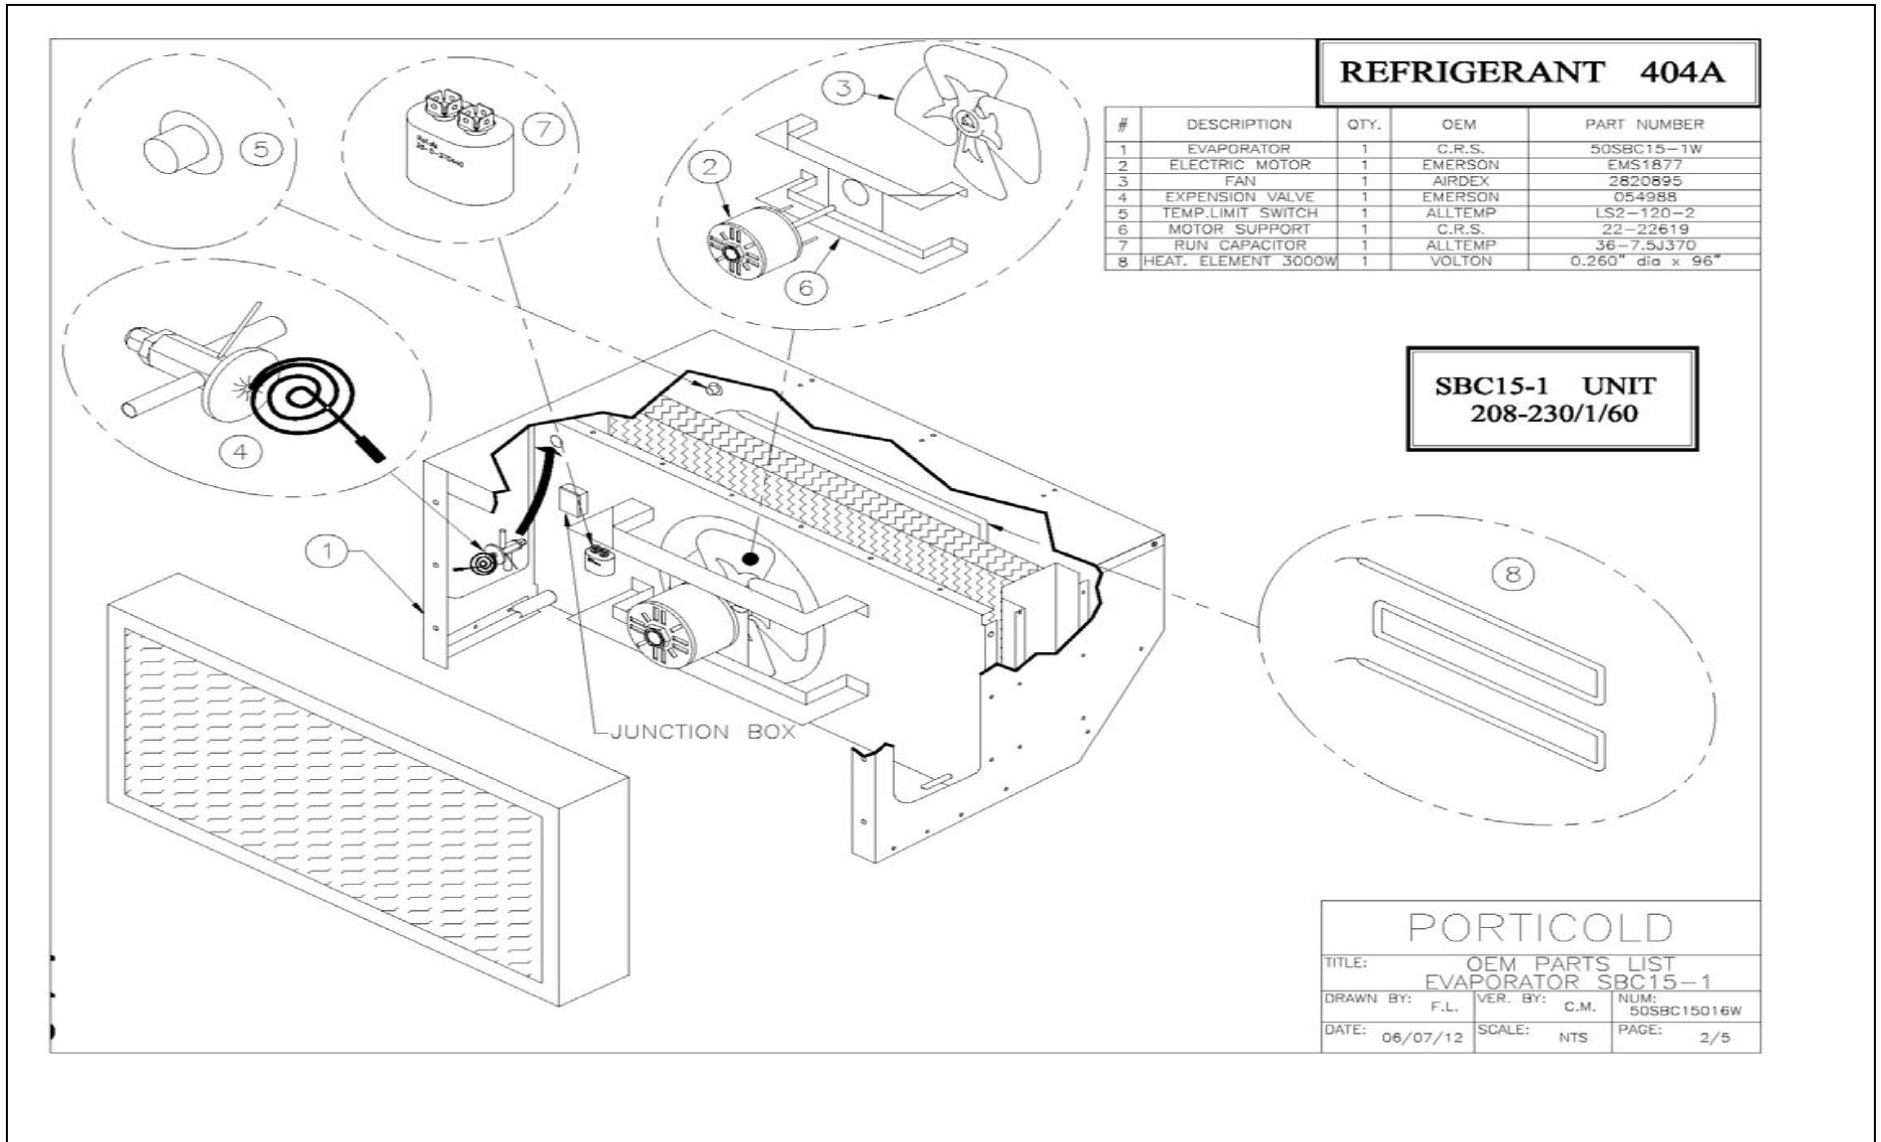 REFRIGERANT 404A
# DESCRIPTION QTY. OEM PART NUMBER
1 EVAPORATOR 1 C.R.S. 50SBC15-1W
2 ELECTRIC MOTOR 1 EMERSON EMS1877
3 FAN 1 AIRDEX 2820895
4 EXPENSION VALVE 1 EMERSON 054988
5 TEMP.LIMIT SWITCH 1 ALLTEMP LS2-120-2
6 MOTOR SUPPORT 1 C.R.S. 22-22619
7 RUN CAPACITOR 1 ALLTEMP 36-7.5J370
8 HEAT. ELEMENT 3000W 1 VOLTON 0.260" dia x 96"
SBC15-1 UNIT
208-230/1/60
5
7
3
2
6
4
1
8
JUNCTION BOX
PORTICOLD
TITLE: OEM PARTS LIST
EVAPORATOR SBC15-1
DRAWN BY: F.L. VER. BY: C.M. NUM: 50SBC15016W
DATE: 06/07/12 SCALE: NTS PAGE: 2/5